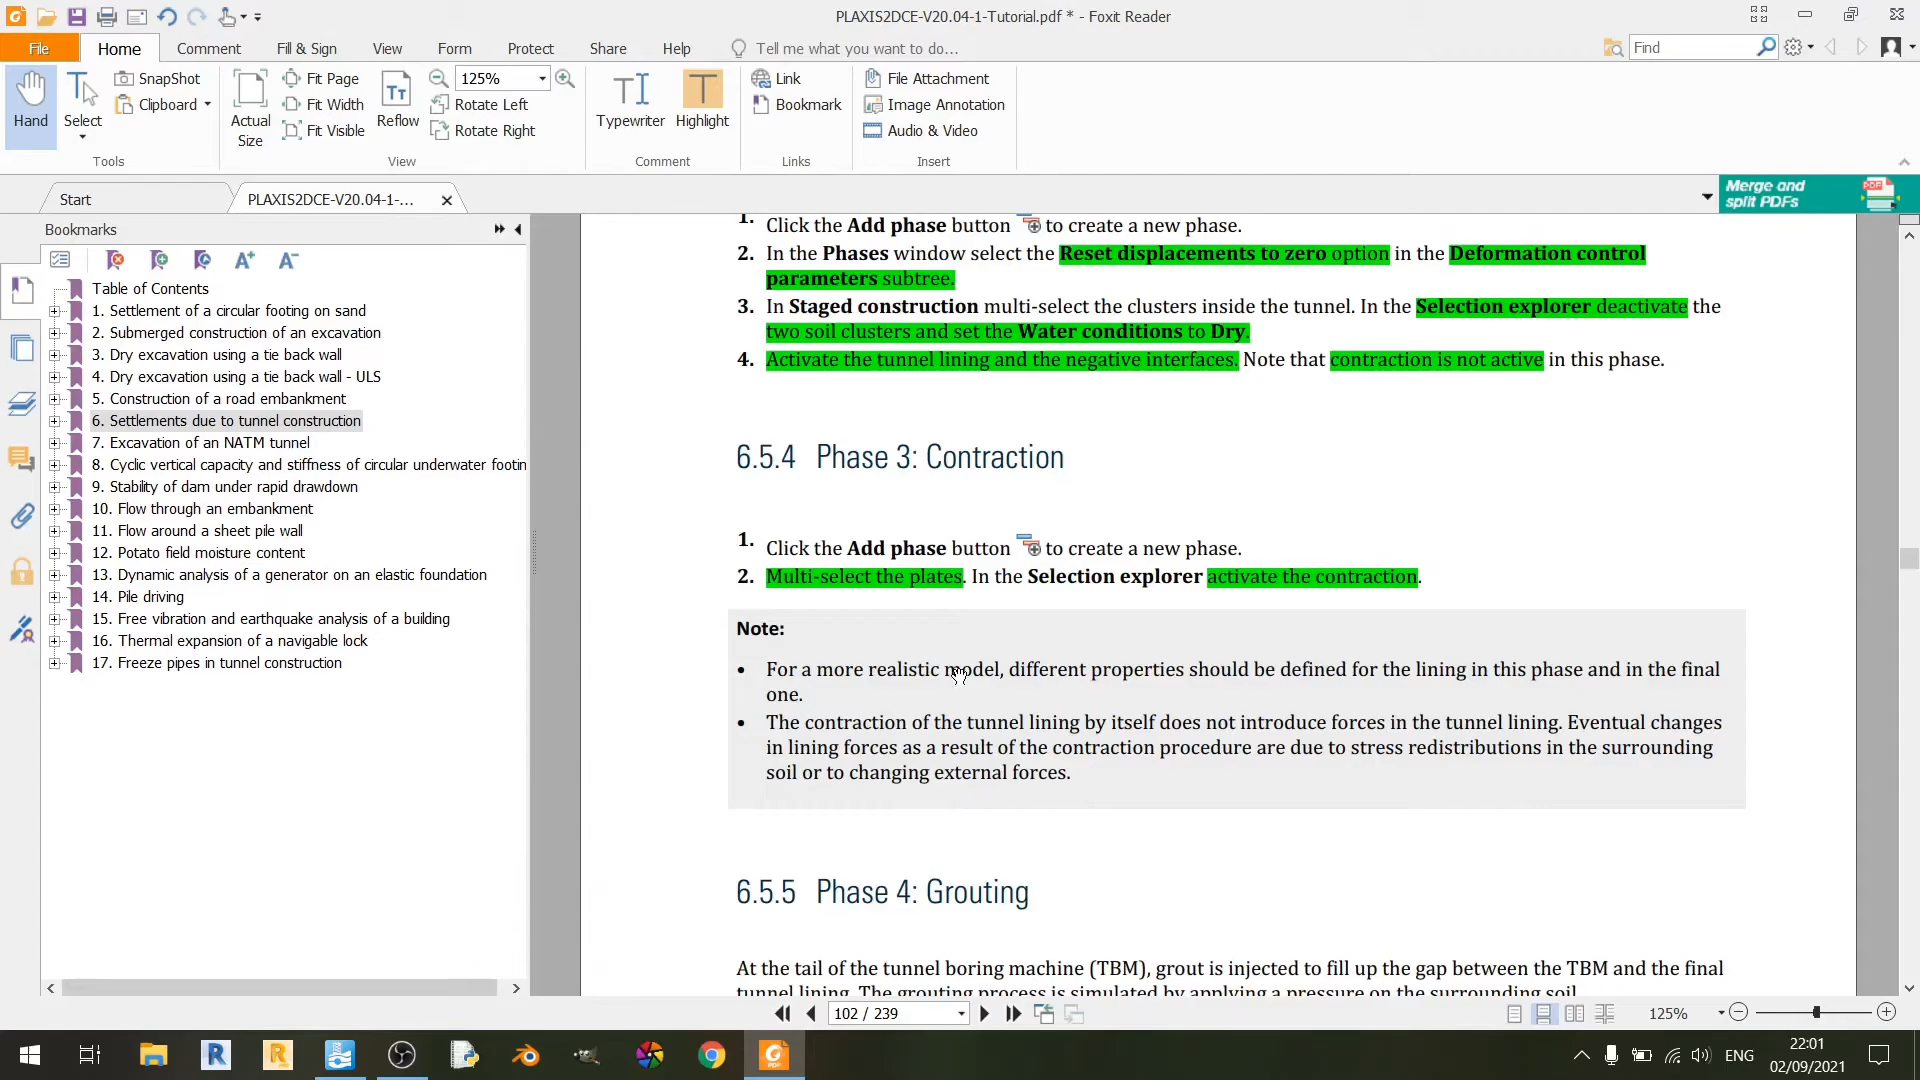 PLAXIS2DCE-V20.04-1-Tutorial.pdf * - Foxit Reader
File Home Comment Fill & Sign View Form Protect Share Help Tell me what you want to do... Find
Hand
Select
SnapShot
Clipboard
Tools
Actual Size
Fit Page
Fit Width
Fit Visible
Reflow
125%
Rotate Left
Rotate Right
View
Typewriter
Highlight
Comment
Link
Bookmark
Links
File Attachment
Image Annotation
Audio & Video
Insert
Start
PLAXIS2DCE-V20.04-1-...
Merge and
split PDFs
PDF
Bookmarks
Table of Contents
1. Settlement of a circular footing on sand
2. Submerged construction of an excavation
3. Dry excavation using a tie back wall
4. Dry excavation using a tie back wall - ULS
5. Construction of a road embankment
6. Settlements due to tunnel construction
7. Excavation of an NATM tunnel
8. Cyclic vertical capacity and stiffness of circular underwater footin
9. Stability of dam under rapid drawdown
10. Flow through an embankment
11. Flow around a sheet pile wall
12. Potato field moisture content
13. Dynamic analysis of a generator on an elastic foundation
14. Pile driving
15. Free vibration and earthquake analysis of a building
16. Thermal expansion of a navigable lock
17. Freeze pipes in tunnel construction
1. Click the Add phase button to create a new phase.
2. In the Phases window select the Reset displacements to zero option in the Deformation control
parameters subtree.
3. In Staged construction multi-select the clusters inside the tunnel. In the Selection explorer deactivate the
two soil clusters and set the Water conditions to Dry.
4. Activate the tunnel lining and the negative interfaces. Note that contraction is not active in this phase.
6.5.4 Phase 3: Contraction
1. Click the Add phase button to create a new phase.
2. Multi-select the plates. In the Selection explorer activate the contraction.
Note:
• For a more realistic model, different properties should be defined for the lining in this phase and in the final
one.
• The contraction of the tunnel lining by itself does not introduce forces in the tunnel lining. Eventual changes
in lining forces as a result of the contraction procedure are due to stress redistributions in the surrounding
soil or to changing external forces.
6.5.5 Phase 4: Grouting
At the tail of the tunnel boring machine (TBM), grout is injected to fill up the gap between the TBM and the final
tunnel lining. The grouting process is simulated by applying a pressure on the surrounding soil.
102 / 239
125%
ENG
22:01
02/09/2021